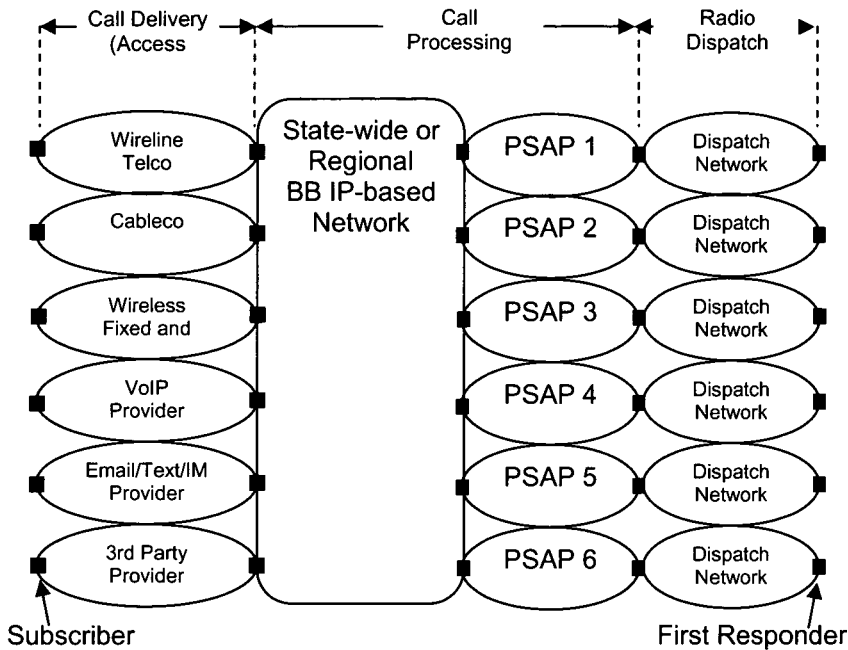 Call Delivery
(Access
Call
Processing
Radio
Dispatch
Wireline
Telco
State-wide or
Regional
BB IP-based
Network
PSAP 1
Dispatch
Network
Cableco
PSAP 2
Dispatch
Network
Wireless
Fixed and
PSAP 3
Dispatch
Network
VoIP
Provider
PSAP 4
Dispatch
Network
Email/Text/IM
Provider
PSAP 5
Dispatch
Network
3rd Party
Provider
PSAP 6
Dispatch
Network
Subscriber
First Responder